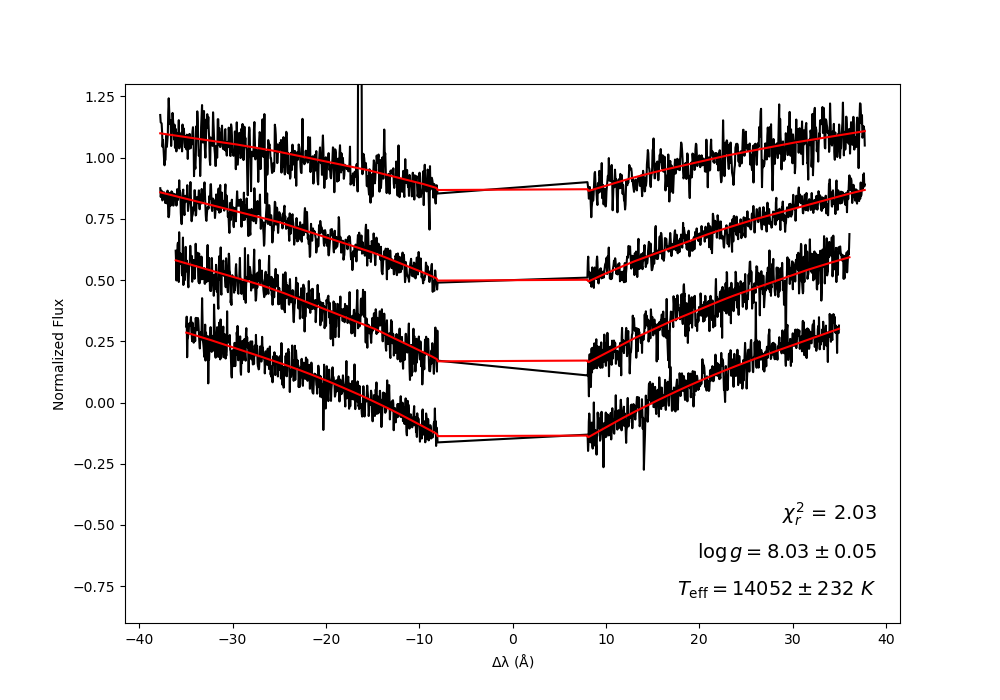 1.25
1.00
0.75
0.50
0.25
0.00
−0.25
−0.50
−0.75
Normalized Flux
χ²ᵣ = 2.03
log g = 8.03 ± 0.05
T_eff = 14052 ± 232 K
−40 −30 −20 −10 0 10 20 30 40
Δλ (Å)